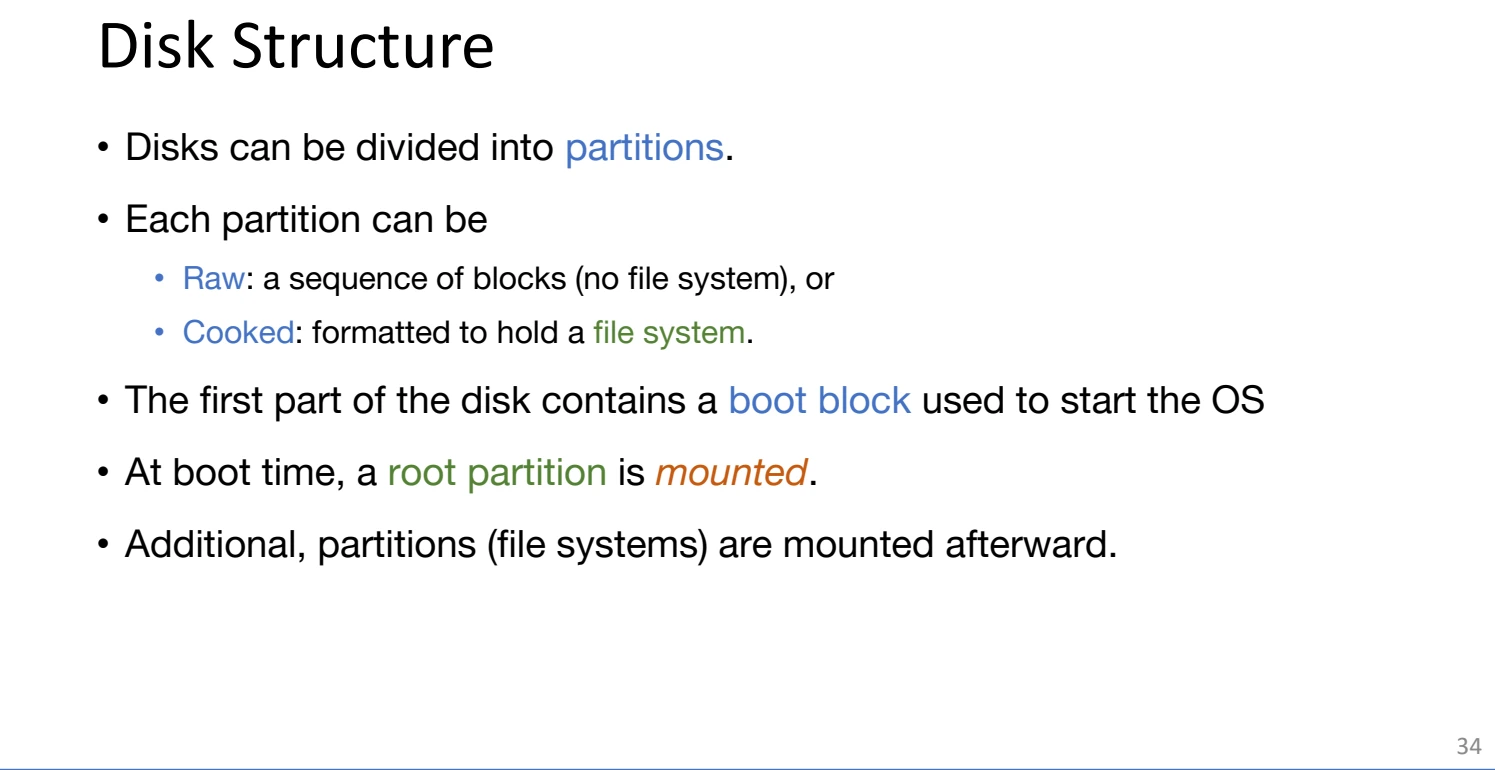 Disk Structure
• Disks can be divided into partitions.
• Each partition can be
• Raw: a sequence of blocks (no file system), or
• Cooked: formatted to hold a file system.
• The first part of the disk contains a boot block used to start the OS
• At boot time, a root partition is mounted.
• Additional, partitions (file systems) are mounted afterward.
34